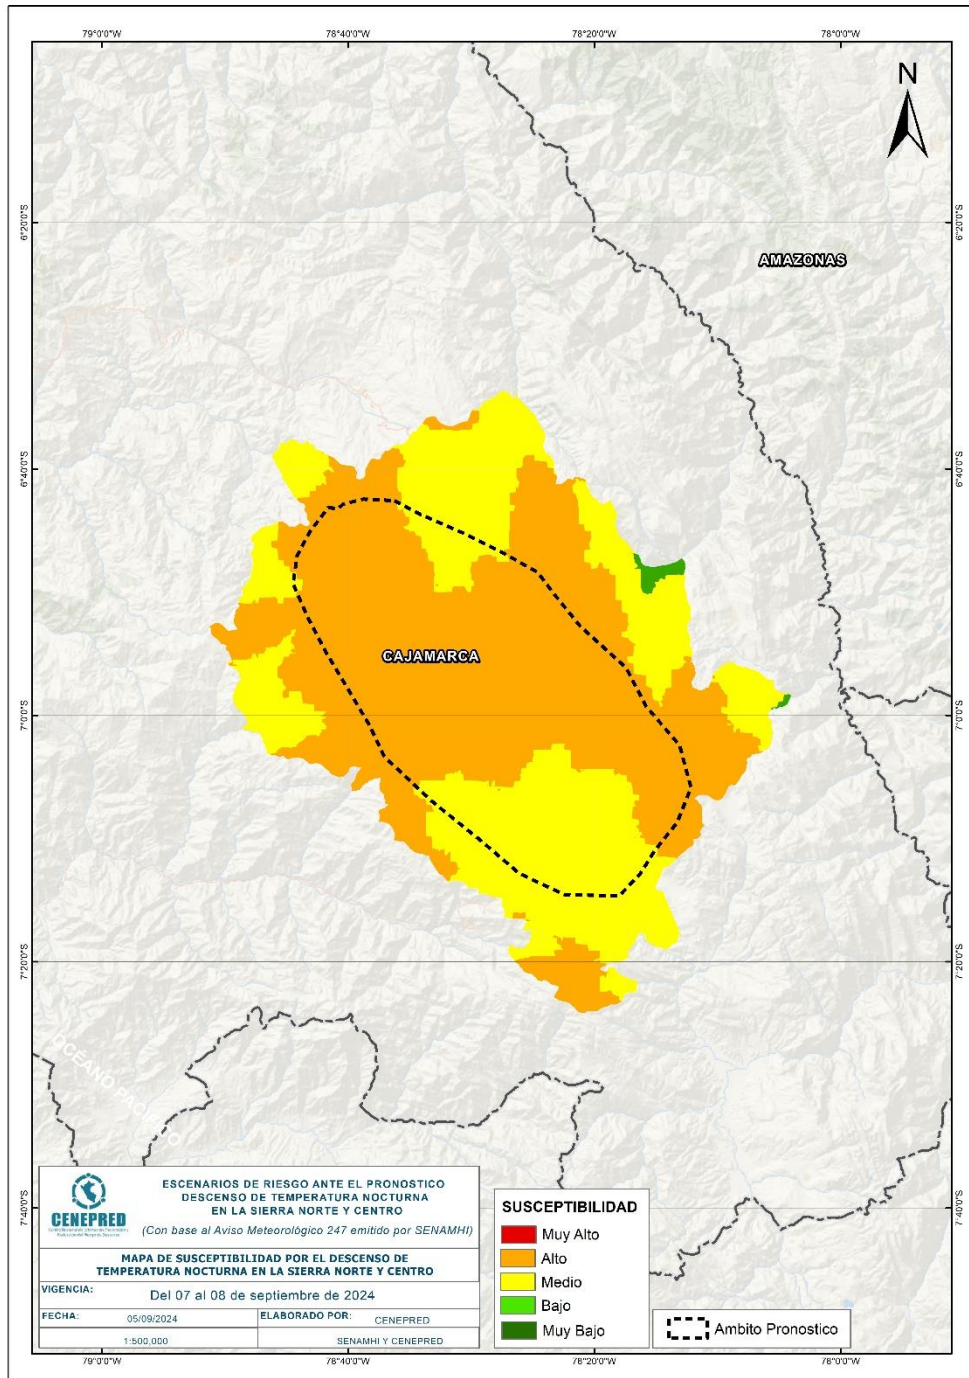 79°0'0"W 78°40'0"W 78°20'0"W 78°0'0"W
N
6°20'0"S 6°20'0"S
AMAZONAS
6°40'0"S 6°40'0"S
CAJAMARCA
7°0'0"S 7°0'0"S
7°20'0"S 7°20'0"S
7°40'0"S 7°40'0"S
CENEPRED
ESCENARIOS DE RIESGO ANTE EL PRONOSTICO
DESCENSO DE TEMPERATURA NOCTURNA
EN LA SIERRA NORTE Y CENTRO
(Con base al Aviso Meteorológico 247 emitido por SENAMHI)
MAPA DE SUSCEPTIBILIDAD POR EL DESCENSO DE
TEMPERATURA NOCTURNA EN LA SIERRA NORTE Y CENTRO
VIGENCIA: Del 07 al 08 de septiembre de 2024
FECHA: 05/09/2024 ELABORADO POR: CENEPRED
1:500,000 SENAMHI Y CENEPRED
SUSCEPTIBILIDAD
Muy Alto
Alto
Medio
Bajo
Muy Bajo
Ambito Pronostico
79°0'0"W 78°40'0"W 78°20'0"W 78°0'0"W